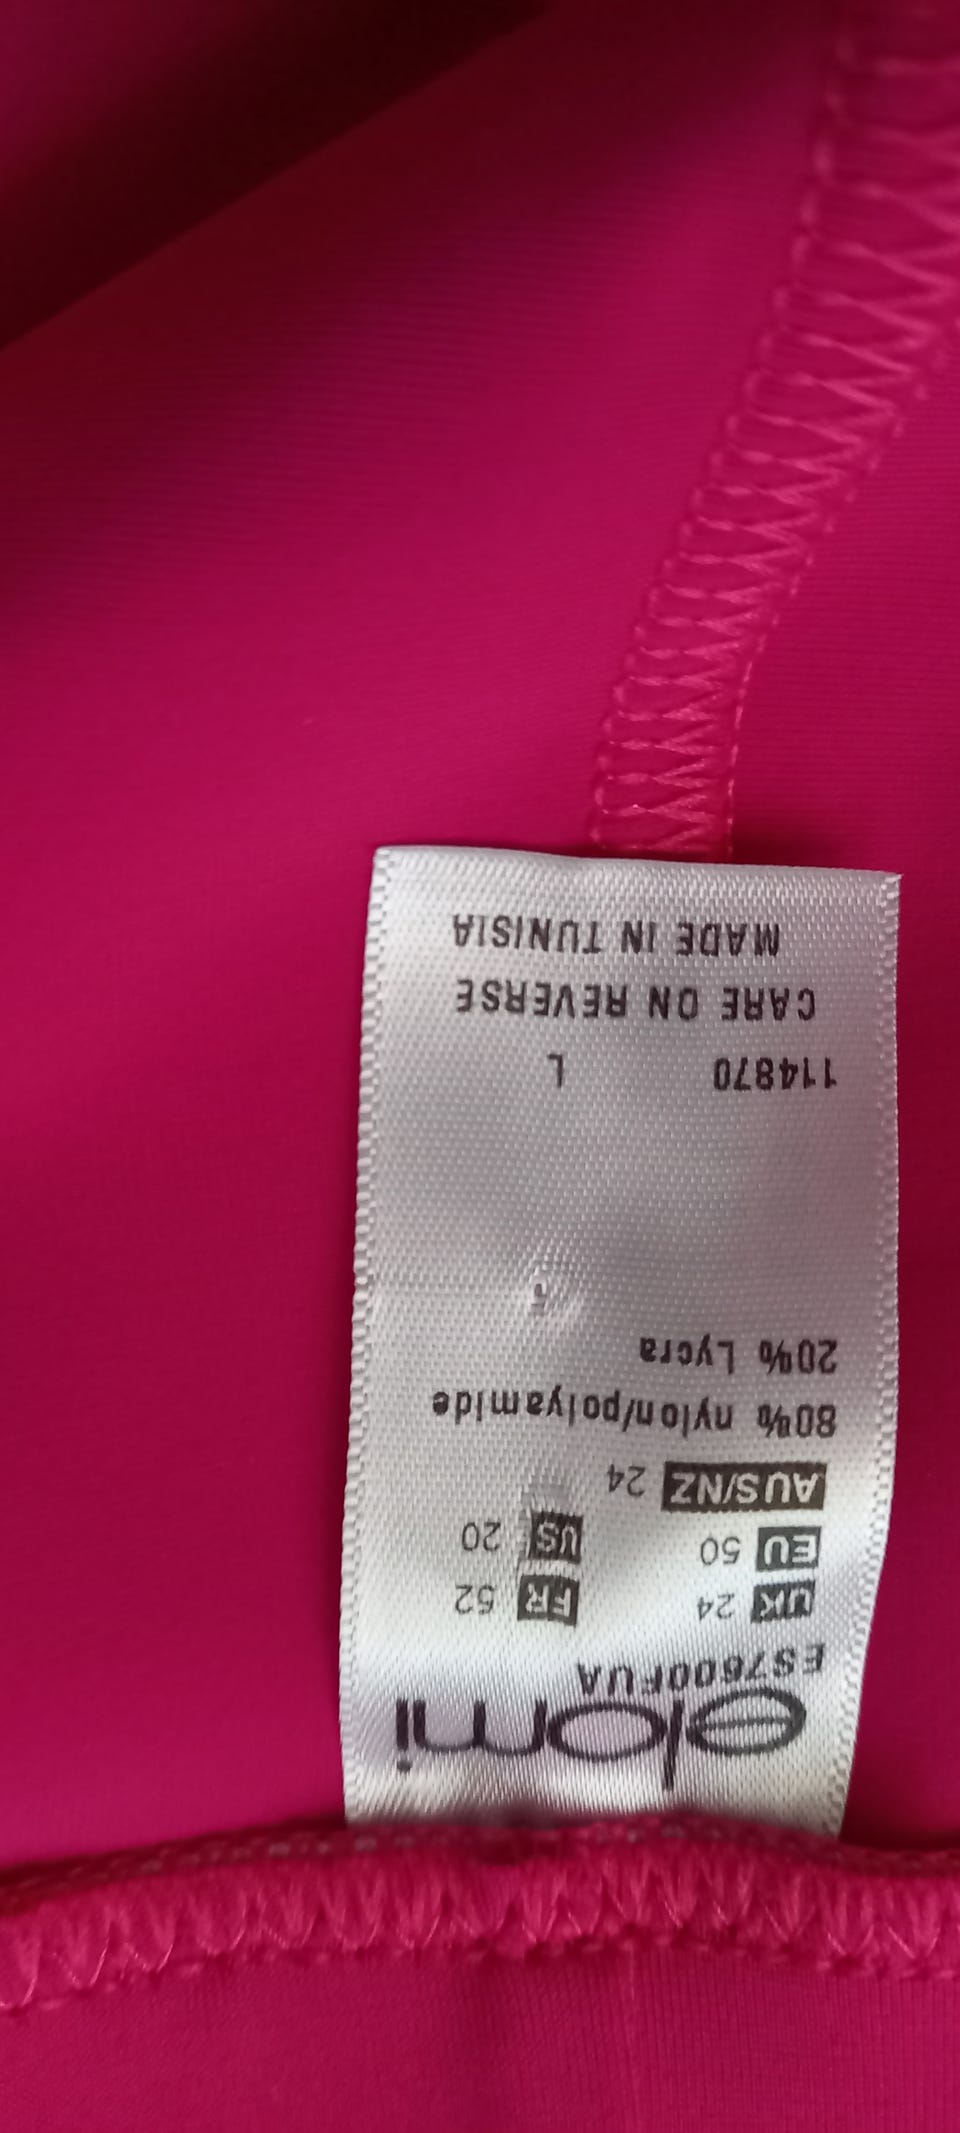 elomi
ES7600FUA
UK 24 FR 52
EU 50 US 20
AUS/NZ 24
80% nylon/polyamide
20% Lycra
114870 L
CARE ON REVERSE
MADE IN TUNISIA